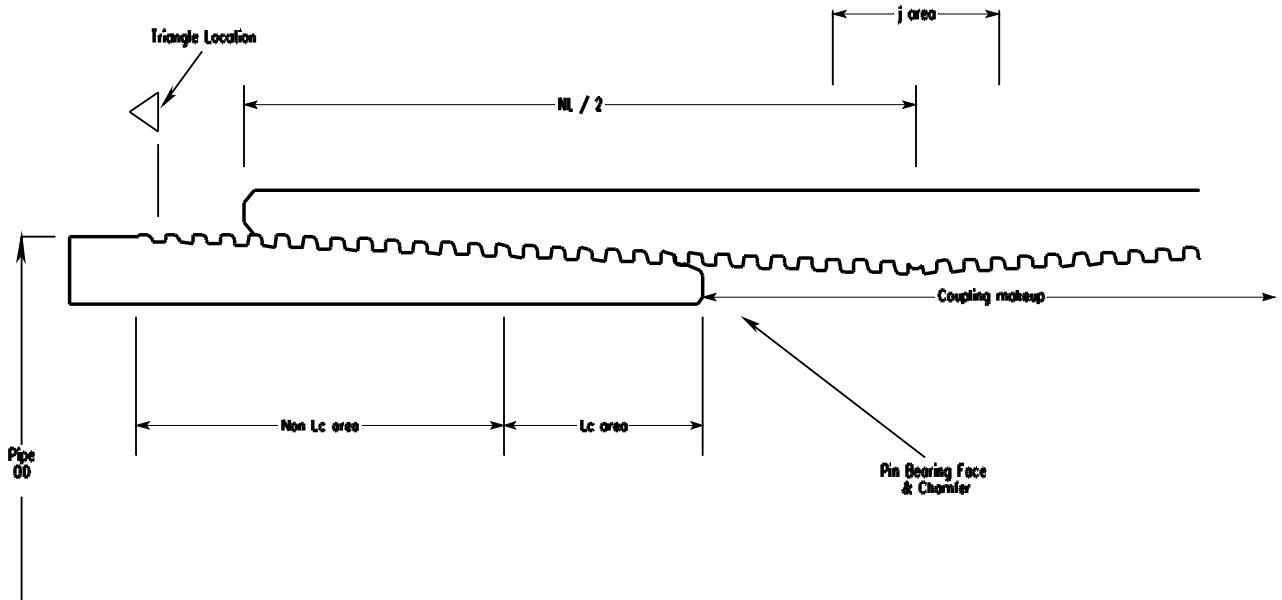 j area
Triangle Location
NL / 2
Coupling makeup
Non Lc area
Lc area
Pipe
OD
Pin Bearing Face
& Chamfer